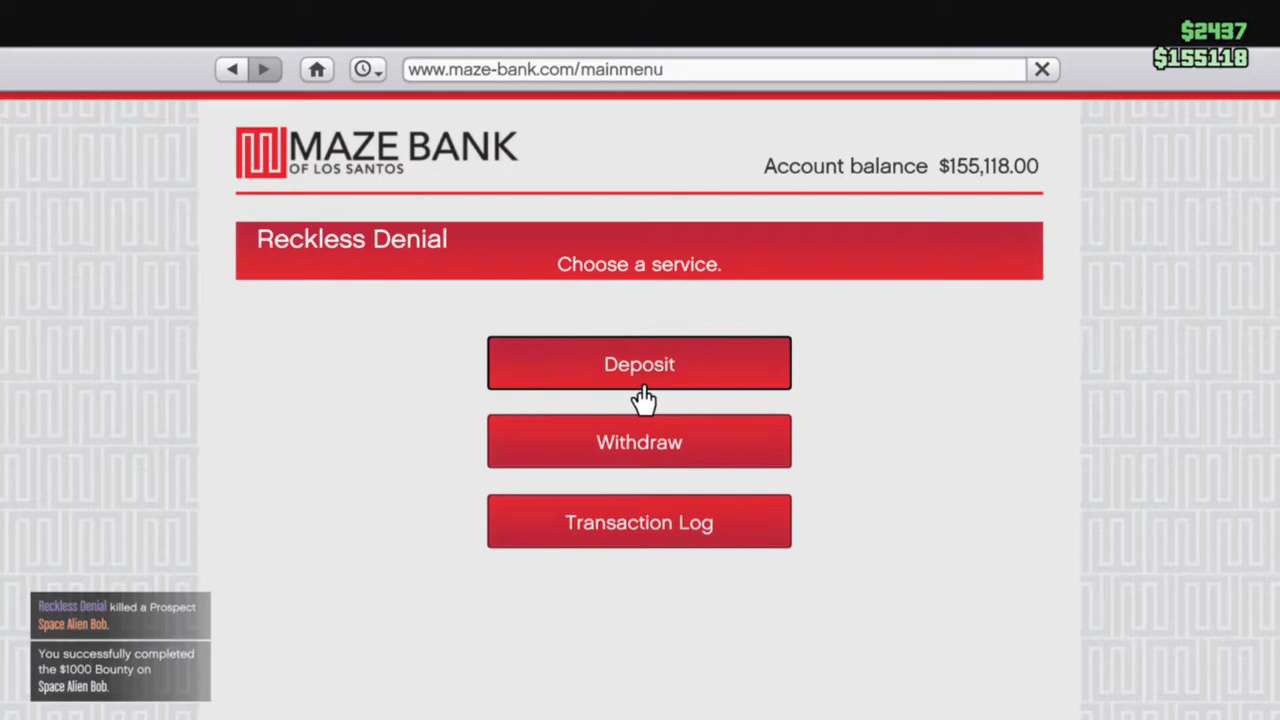 $2437
$155118
www.maze-bank.com/mainmenu
MAZE BANK
OF LOS SANTOS
Account balance $155,118.00
Reckless Denial
Choose a service.
Deposit
Withdraw
Transaction Log
Reckless Denial killed a Prospect
Space Alien Bob.
You successfully completed
the $1000 Bounty on
Space Alien Bob.